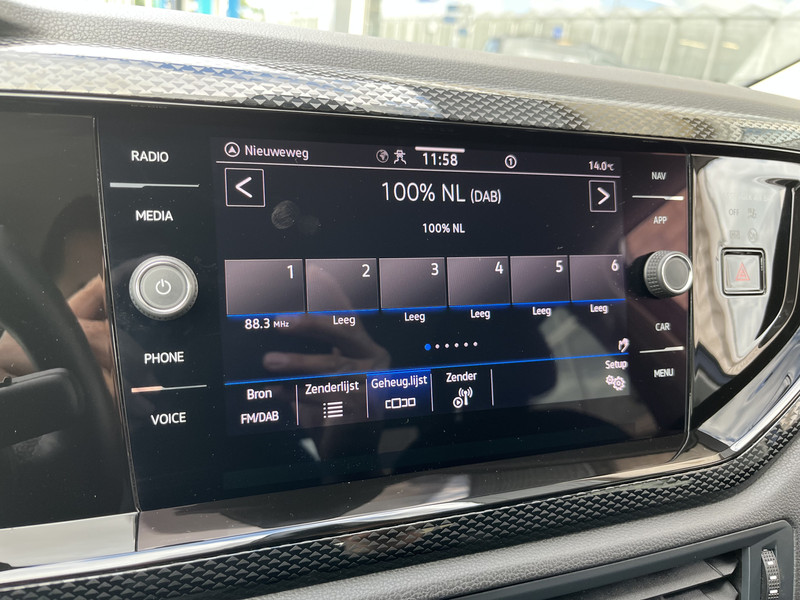 RADIO
MEDIA
PHONE
VOICE
Nieuweweg
11:58
1
14.0°C
100% NL (DAB)
100% NL
1 2 3 4 5 6
88.3 MHz Leeg Leeg Leeg Leeg Leeg
Bron
FM/DAB
Zenderlijst
Geheug.lijst
Zender
Setup
NAV
APP
CAR
MENU